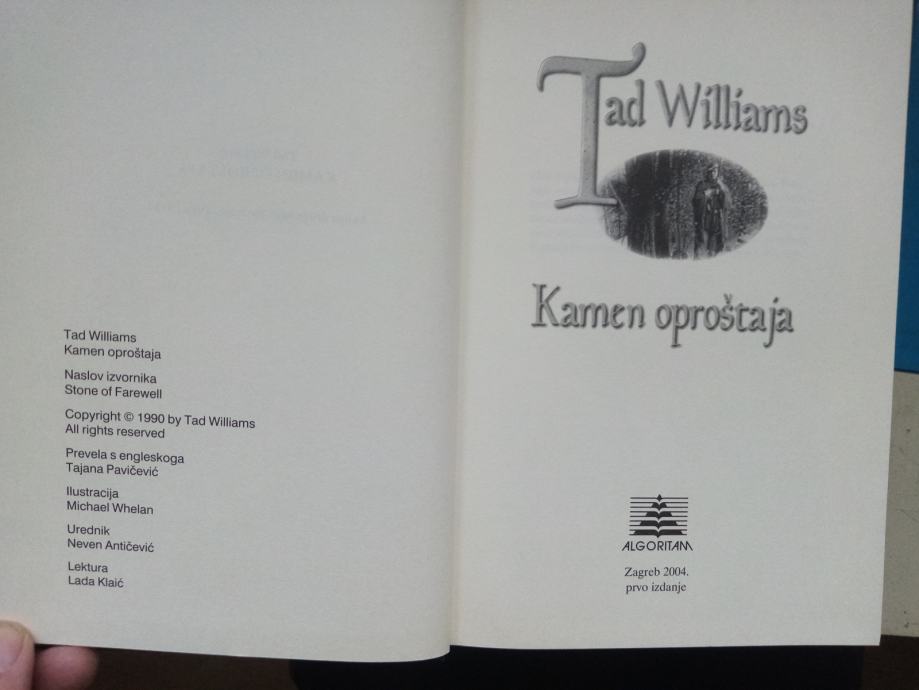 Tad Williams
Kamen oproštaja
Naslov izvornika
Stone of Farewell
Copyright © 1990 by Tad Williams
All rights reserved
Prevela s engleskoga
Tajana Pavičević
Ilustracija
Michael Whelan
Urednik
Neven Antičević
Lektura
Lada Klaić
Tad Williams
Kamen oproštaja
ALGORITAM
Zagreb 2004.
prvo izdanje